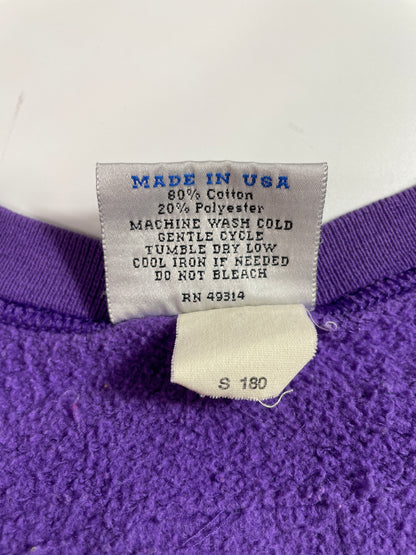 MADE IN USA
80% Cotton
20% Polyester
MACHINE WASH COLD
GENTLE CYCLE
TUMBLE DRY LOW
COOL IRON IF NEEDED
DO NOT BLEACH
RN 49314
S 180